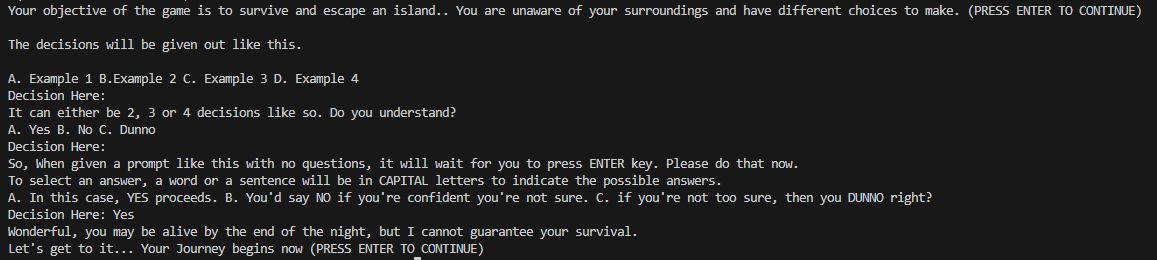 Your objective of the game is to survive and escape an island.. You are unaware of your surroundings and have different choices to make. (PRESS ENTER TO CONTINUE)
The decisions will be given out like this.
A. Example 1 B.Example 2 C. Example 3 D. Example 4
Decision Here:
It can either be 2, 3 or 4 decisions like so. Do you understand?
A. Yes B. No C. Dunno
Decision Here:
So, When given a prompt like this with no questions, it will wait for you to press ENTER key. Please do that now.
To select an answer, a word or a sentence will be in CAPITAL letters to indicate the possible answers.
A. In this case, YES proceeds. B. You'd say NO if you're confident you're not sure. C. if you're not too sure, then you DUNNO right?
Decision Here: Yes
Wonderful, you may be alive by the end of the night, but I cannot guarantee your survival.
Let's get to it... Your Journey begins now (PRESS ENTER TO CONTINUE)